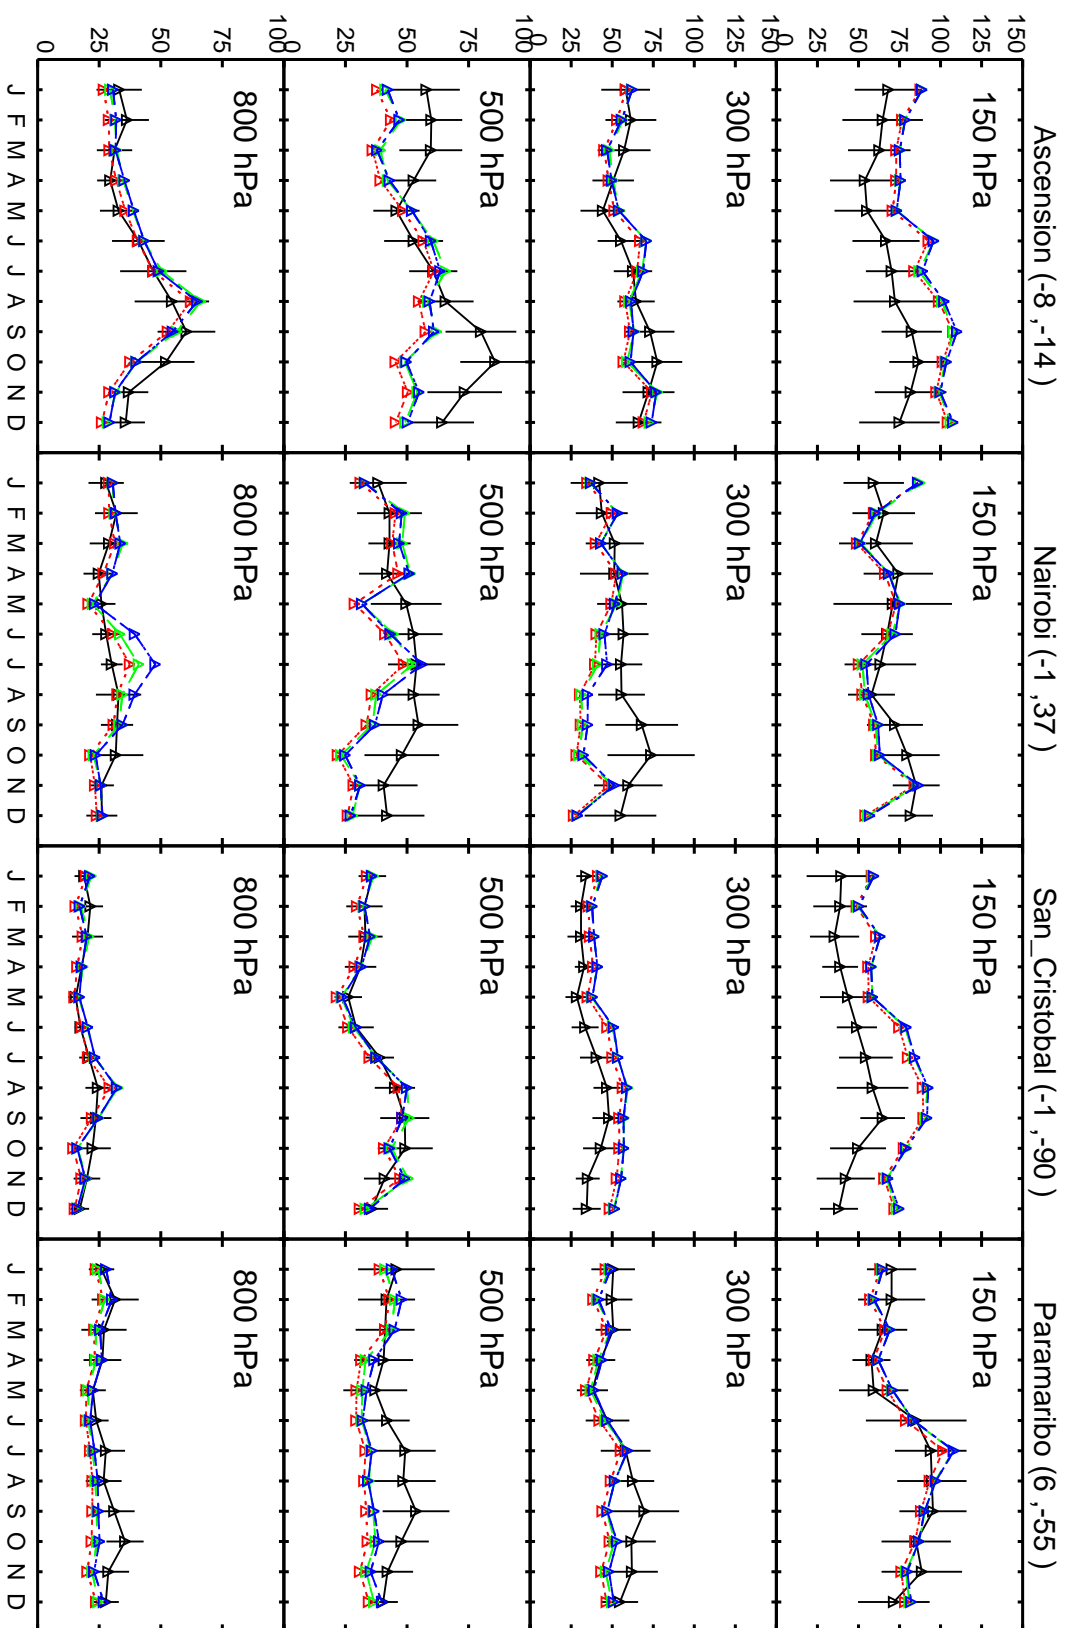 Ascension (-8 ,-14 )
Nairobi (-1 ,37 )
San_Cristobal (-1 ,-90 )
Paramaribo (6 ,-55 )
150
125
100
75
50
25
0
150 hPa
150 hPa
150 hPa
150 hPa
150
125
100
75
50
25
0
300 hPa
300 hPa
300 hPa
300 hPa
100
75
50
25
0
500 hPa
500 hPa
500 hPa
500 hPa
100
75
50
25
0
800 hPa
800 hPa
800 hPa
800 hPa
J F M A M J J A S O N D
J F M A M J J A S O N D
J F M A M J J A S O N D
J F M A M J J A S O N D